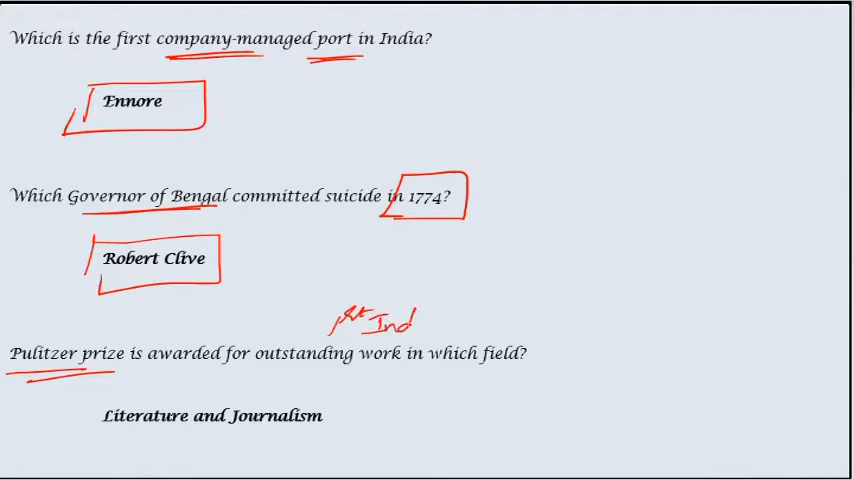 Which is the first company-managed port in India?
Ennore
Which Governor of Bengal committed suicide in 1774?
Robert Clive
1st Ind
Pulitzer prize is awarded for outstanding work in which field?
Literature and Journalism